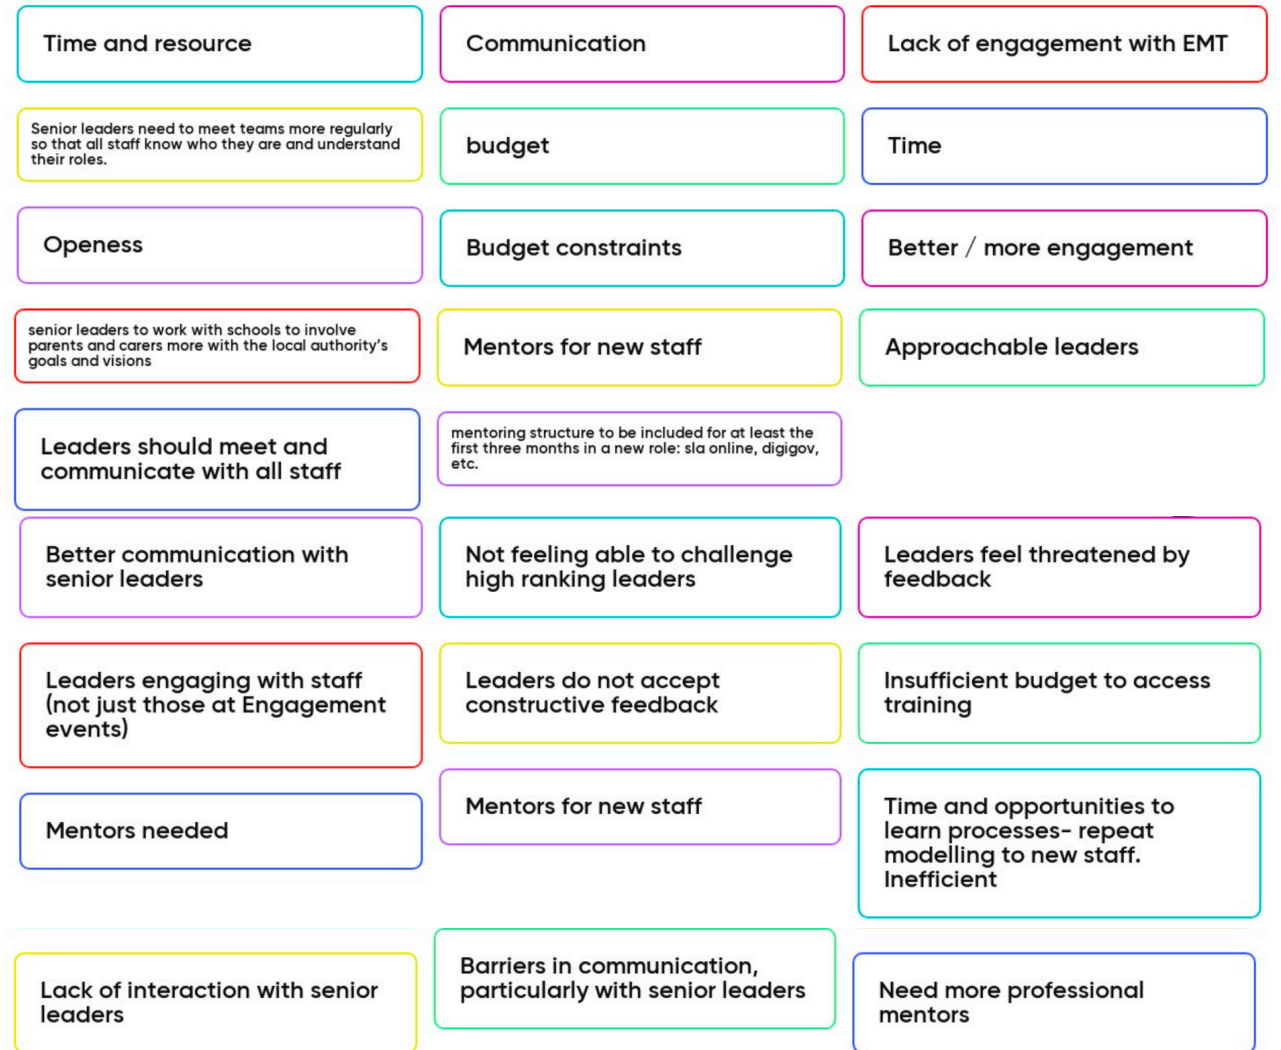 Time and resource
Communication
Lack of engagement with EMT
Senior leaders need to meet teams more regularly
so that all staff know who they are and understand
their roles.
budget
Time
Openess
Budget constraints
Better / more engagement
senior leaders to work with schools to involve
parents and carers more with the local authority's
goals and visions
Mentors for new staff
Approachable leaders
Leaders should meet and
communicate with all staff
mentoring structure to be included for at least the
first three months in a new role: sla online, digigov,
etc.
Better communication with
senior leaders
Not feeling able to challenge
high ranking leaders
Leaders feel threatened by
feedback
Leaders engaging with staff
(not just those at Engagement
events)
Leaders do not accept
constructive feedback
Insufficient budget to access
training
Mentors needed
Mentors for new staff
Time and opportunities to
learn processes- repeat
modelling to new staff.
Inefficient
Lack of interaction with senior
leaders
Barriers in communication,
particularly with senior leaders
Need more professional
mentors